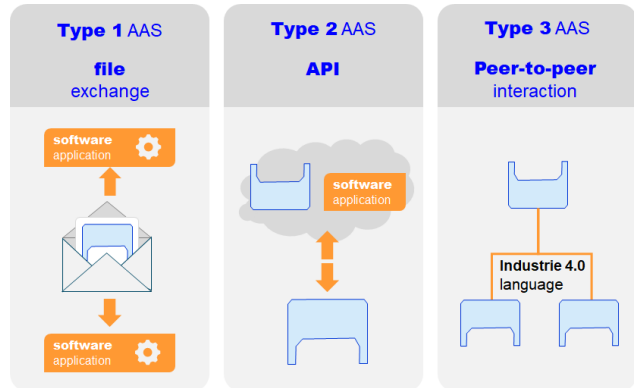 Type 1 AAS
file
exchange
software
application
software
application
Type 2 AAS
API
software
application
Type 3 AAS
Peer-to-peer
interaction
Industrie 4.0
language